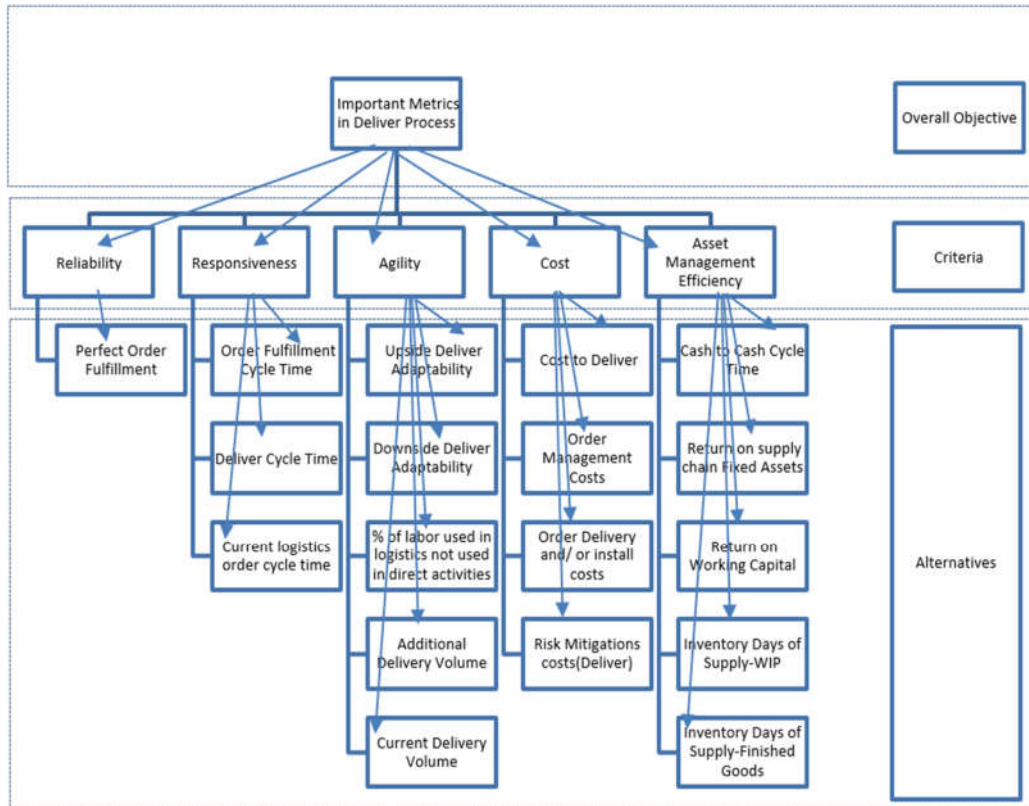 Important Metrics
in Deliver Process
Overall Objective
Reliability
Responsiveness
Agility
Cost
Asset
Management
Efficiency
Criteria
Perfect Order
Fulfillment
Order Fulfillment
Cycle Time
Upside Deliver
Adaptability
Cost to Deliver
Cash to Cash Cycle
Time
Deliver Cycle Time
Downside Deliver
Adaptability
Order
Management
Costs
Return on supply
chain Fixed Assets
Current logistics
order cycle time
% of labor used in
logistics not used
in direct activities
Order Delivery
and/ or install
costs
Return on
Working Capital
Alternatives
Additional
Delivery Volume
Risk Mitigations
costs(Deliver)
Inventory Days of
Supply-WIP
Current Delivery
Volume
Inventory Days of
Supply-Finished
Goods